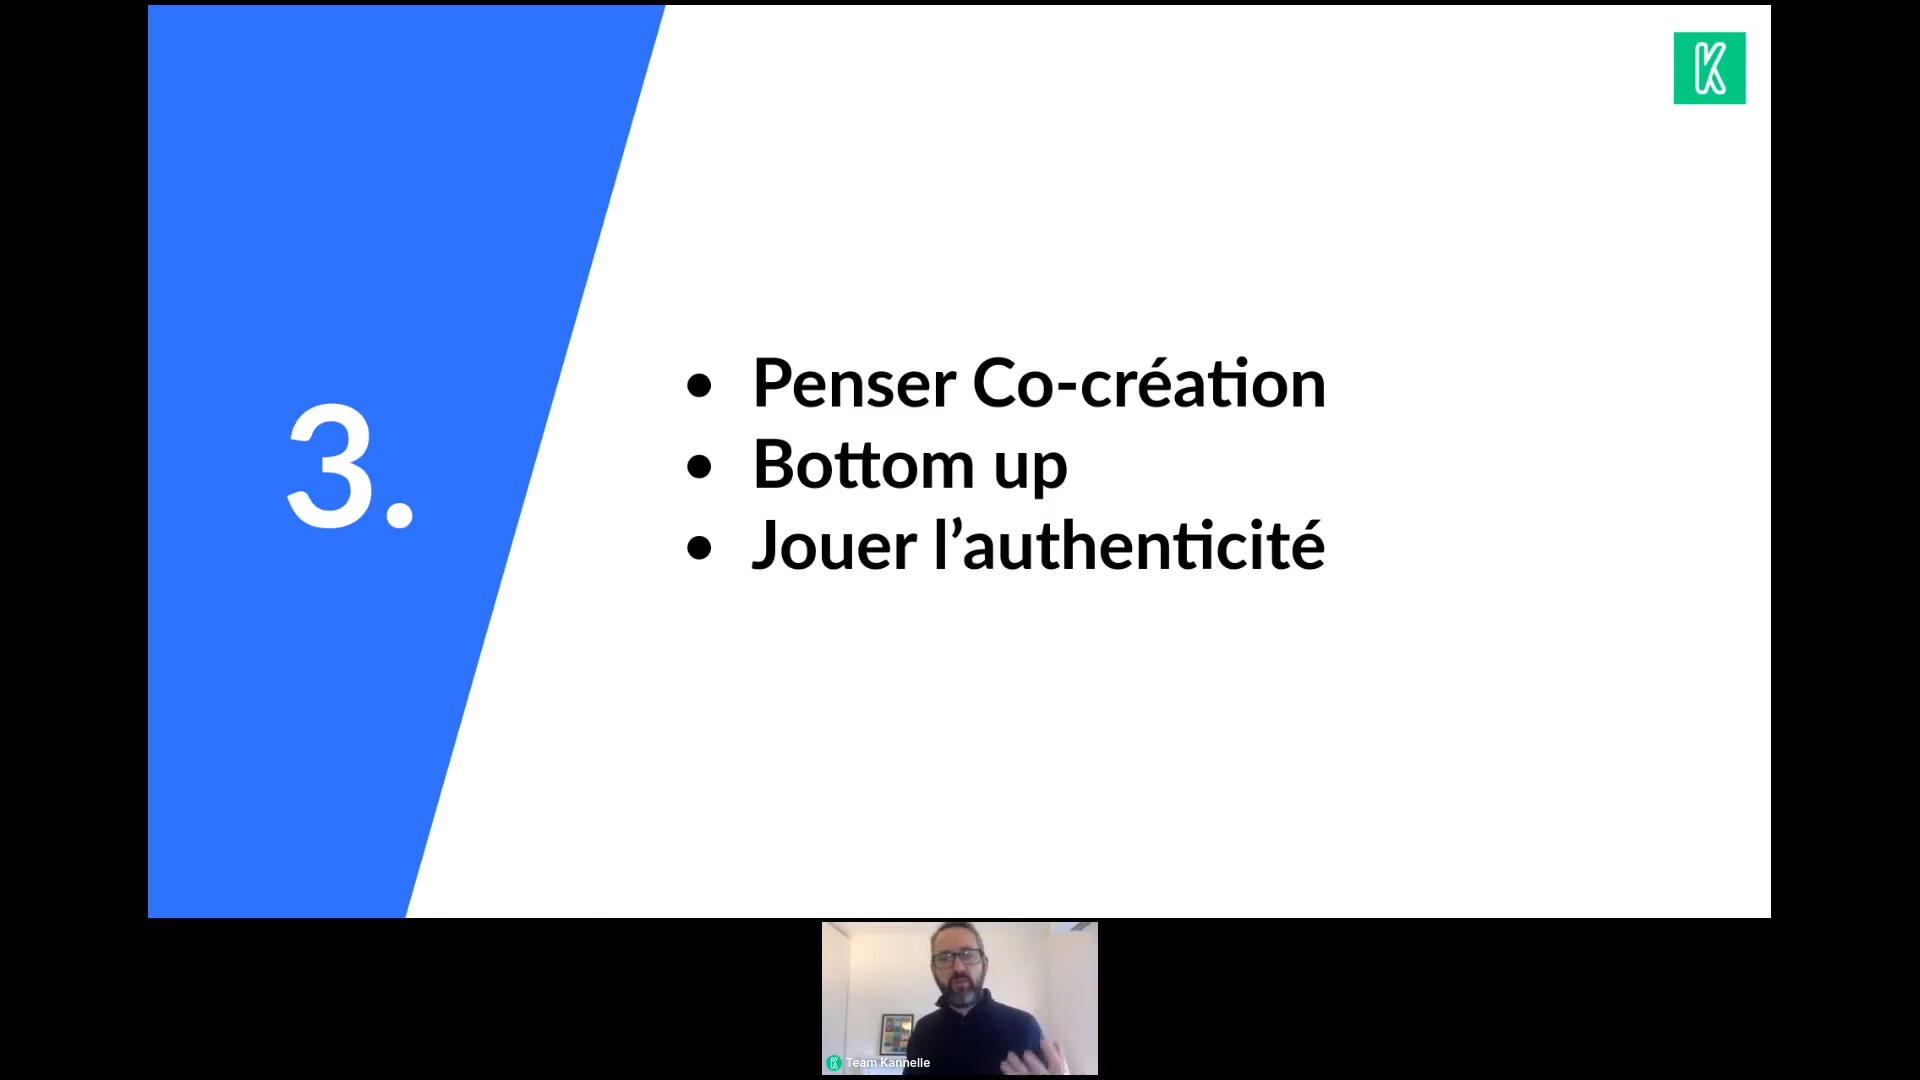 K
3.
• Penser Co-création
• Bottom up
• Jouer l’authenticité
Team Kannelle